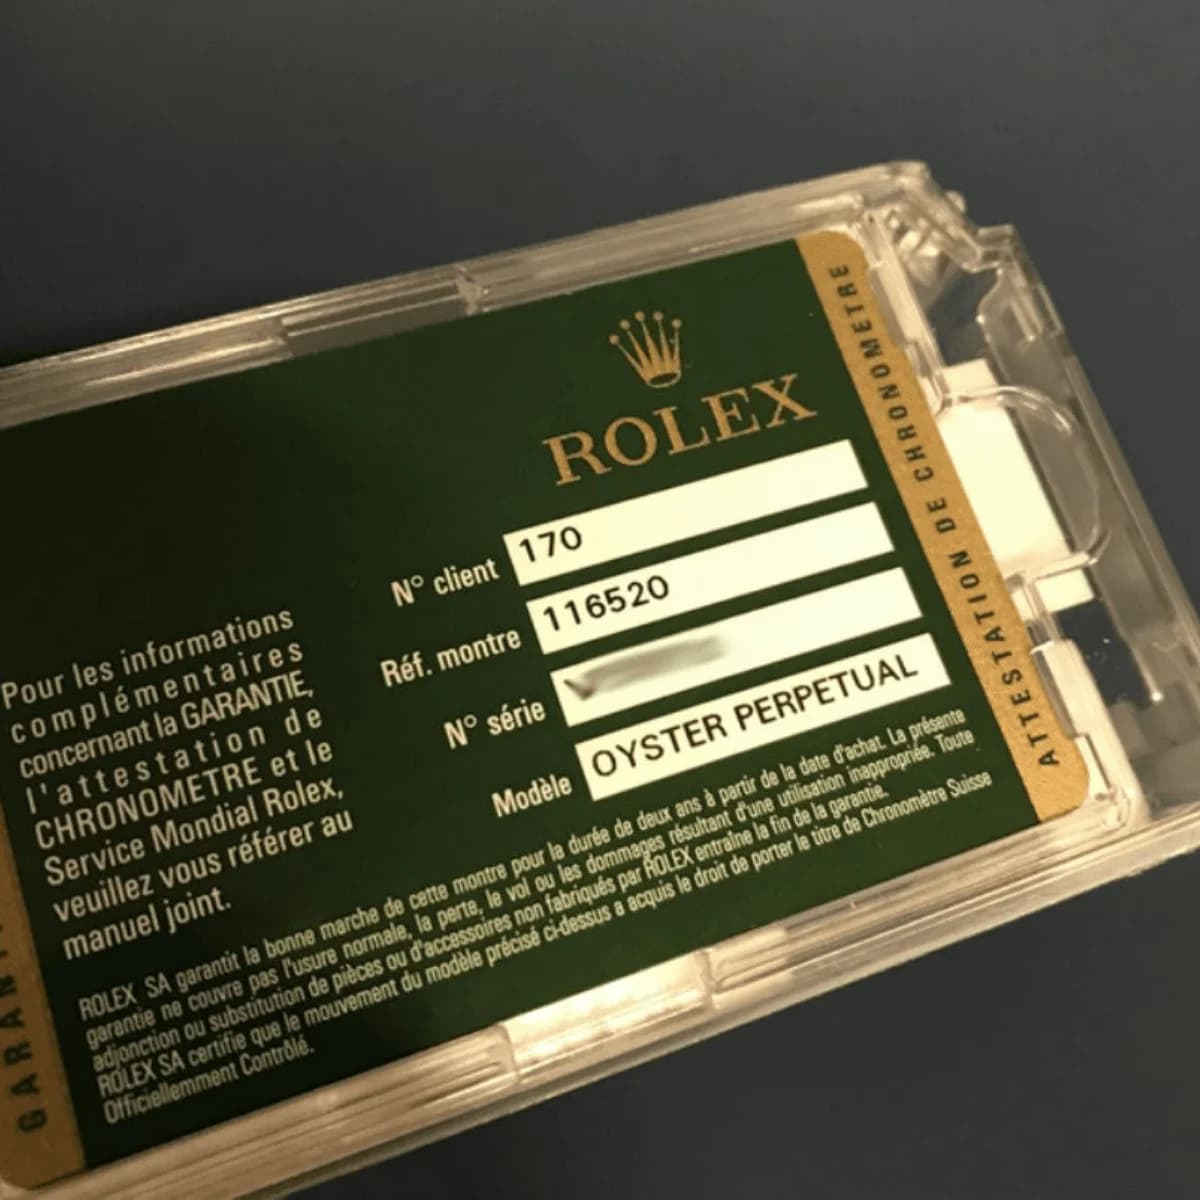 ROLEX
N° client 170
Réf. montre 116520
N° série
Modèle OYSTER PERPETUAL
Pour les informations
complémentaires
concernant la GARANTIE,
l'attestation de
CHRONOMETRE et le
Service Mondial Rolex,
veuillez vous référer au
manuel joint.
ROLEX SA garantit la bonne marche de cette montre pour la durée de deux ans à partir de la date d'achat. La présente
garantie ne couvre pas l'usure normale, la perte, le vol ou les dommages résultant d'une utilisation inappropriée. Toute
adjonction ou substitution de pièces ou d'accessoires non fabriqués par ROLEX entraîne la fin de la garantie.
ROLEX SA certifie que le mouvement du modèle précisé ci-dessus a acquis le droit de porter le titre de Chronomètre Suisse
Officiellemment Contrôlé.
ATTESTATION DE CHRONOMETRE